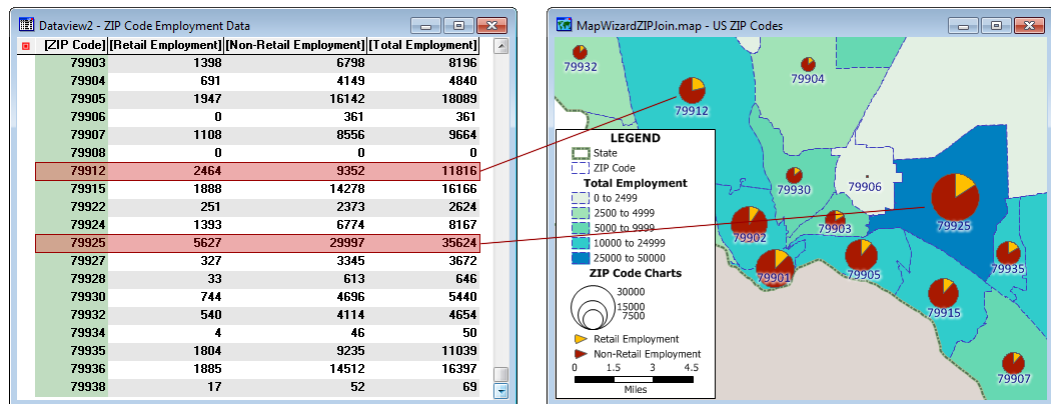 Dataview2 - ZIP Code Employment Data
[ZIP Code] [Retail Employment] [Non-Retail Employment] [Total Employment]
79903 1398 6798 8196
79904 691 4149 4840
79905 1947 16142 18089
79906 0 361 361
79907 1108 8556 9664
79908 0 0 0
79912 2464 9352 11816
79915 1888 14278 16166
79922 251 2373 2624
79924 1393 6774 8167
79925 5627 29997 35624
79927 327 3345 3672
79928 33 613 646
79930 744 4696 5440
79932 540 4114 4654
79934 4 46 50
79935 1804 9235 11039
79936 1885 14512 16397
79938 17 52 69
MapWizardZIPJoin.map - US ZIP Codes
79932
79904
79912
79930
79906
79925
79902
79903
79901
79905
79935
79915
79907
LEGEND
State
ZIP Code
Total Employment
0 to 2499
2500 to 4999
5000 to 9999
10000 to 24999
25000 to 50000
ZIP Code Charts
30000
15000
7500
Retail Employment
Non-Retail Employment
0 1.5 3 4.5
Miles